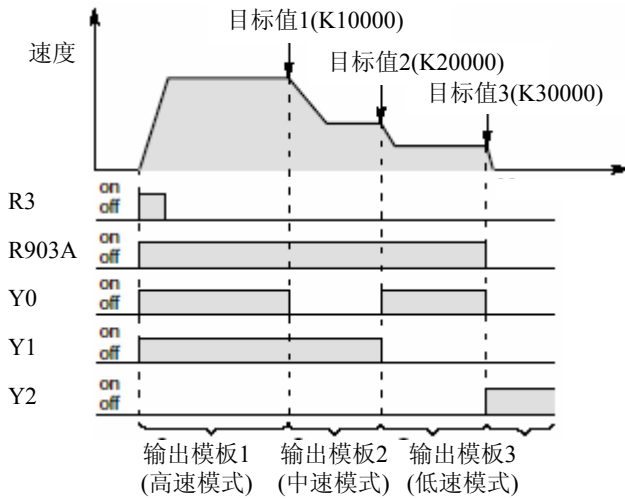 目标值1(K10000)
速度
目标值2(K20000)
目标值3(K30000)
R3
on
off
R903A
on
off
Y0
on
off
Y1
on
off
Y2
on
off
输出模板1
(高速模式)
输出模板2
(中速模式)
输出模板3
(低速模式)